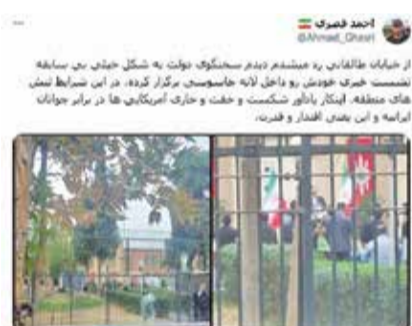 احمد قصری
@Ahmad_Ghasri
از خیابان طالقانی رد میشدم دیدم سخنگوی دولت به شکل خیلی بی سابقه
نشست خبری خودش رو داخل لانه جاسوسی برگزار کرده. در این شرایط تنش
های منطقه، اینکار یادآور شکست و خفت و خاری آمریکایی ها در برابر جوانان
ایرانیه و این یعنی اقتدار و قدرت.